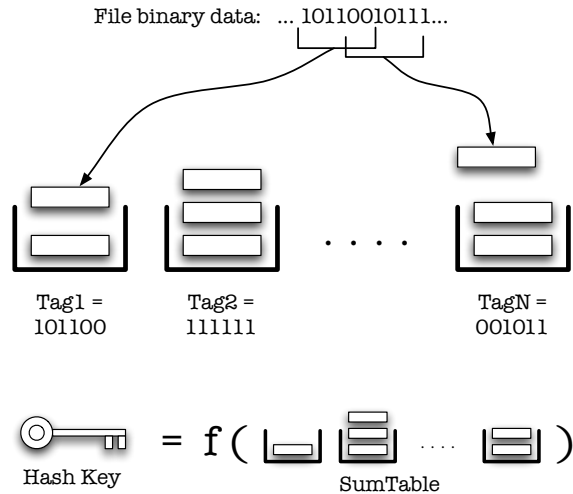 File binary data: ... 10110010111...
. . . .
Tag1 =
101100
Tag2 =
111111
TagN =
001011
= f ( . . . . )
Hash Key
SumTable